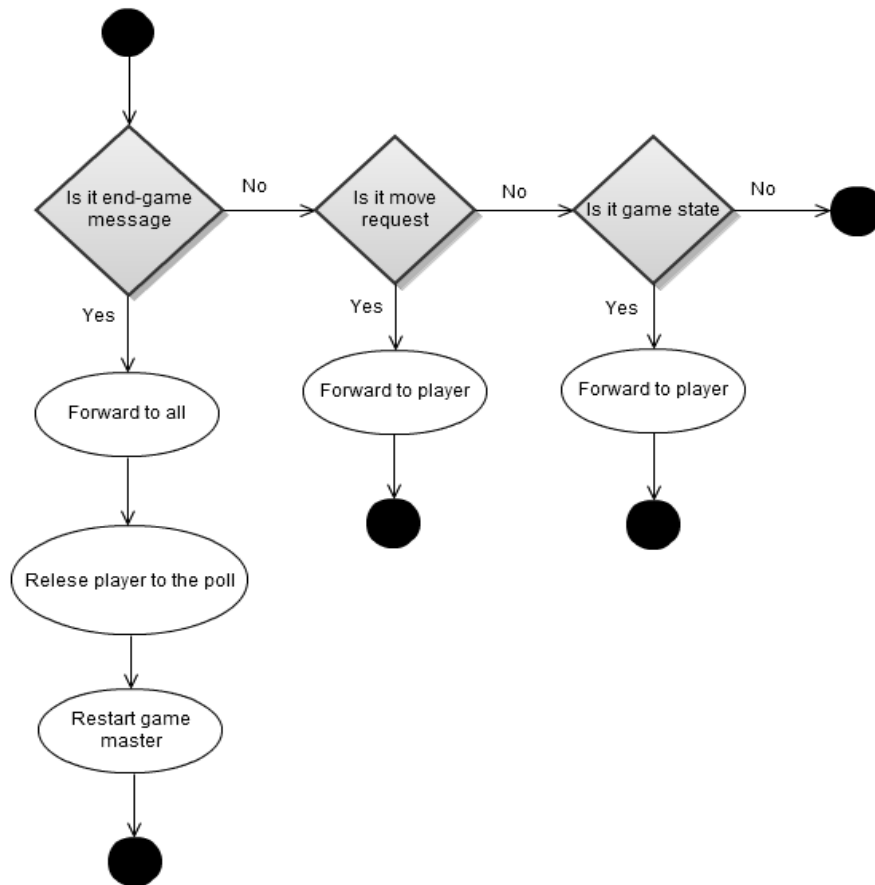 Is it end-game
message
No
Is it move
request
No
Is it game state
No
Yes
Yes
Yes
Forward to all
Forward to player
Forward to player
Relese player to the poll
Restart game
master